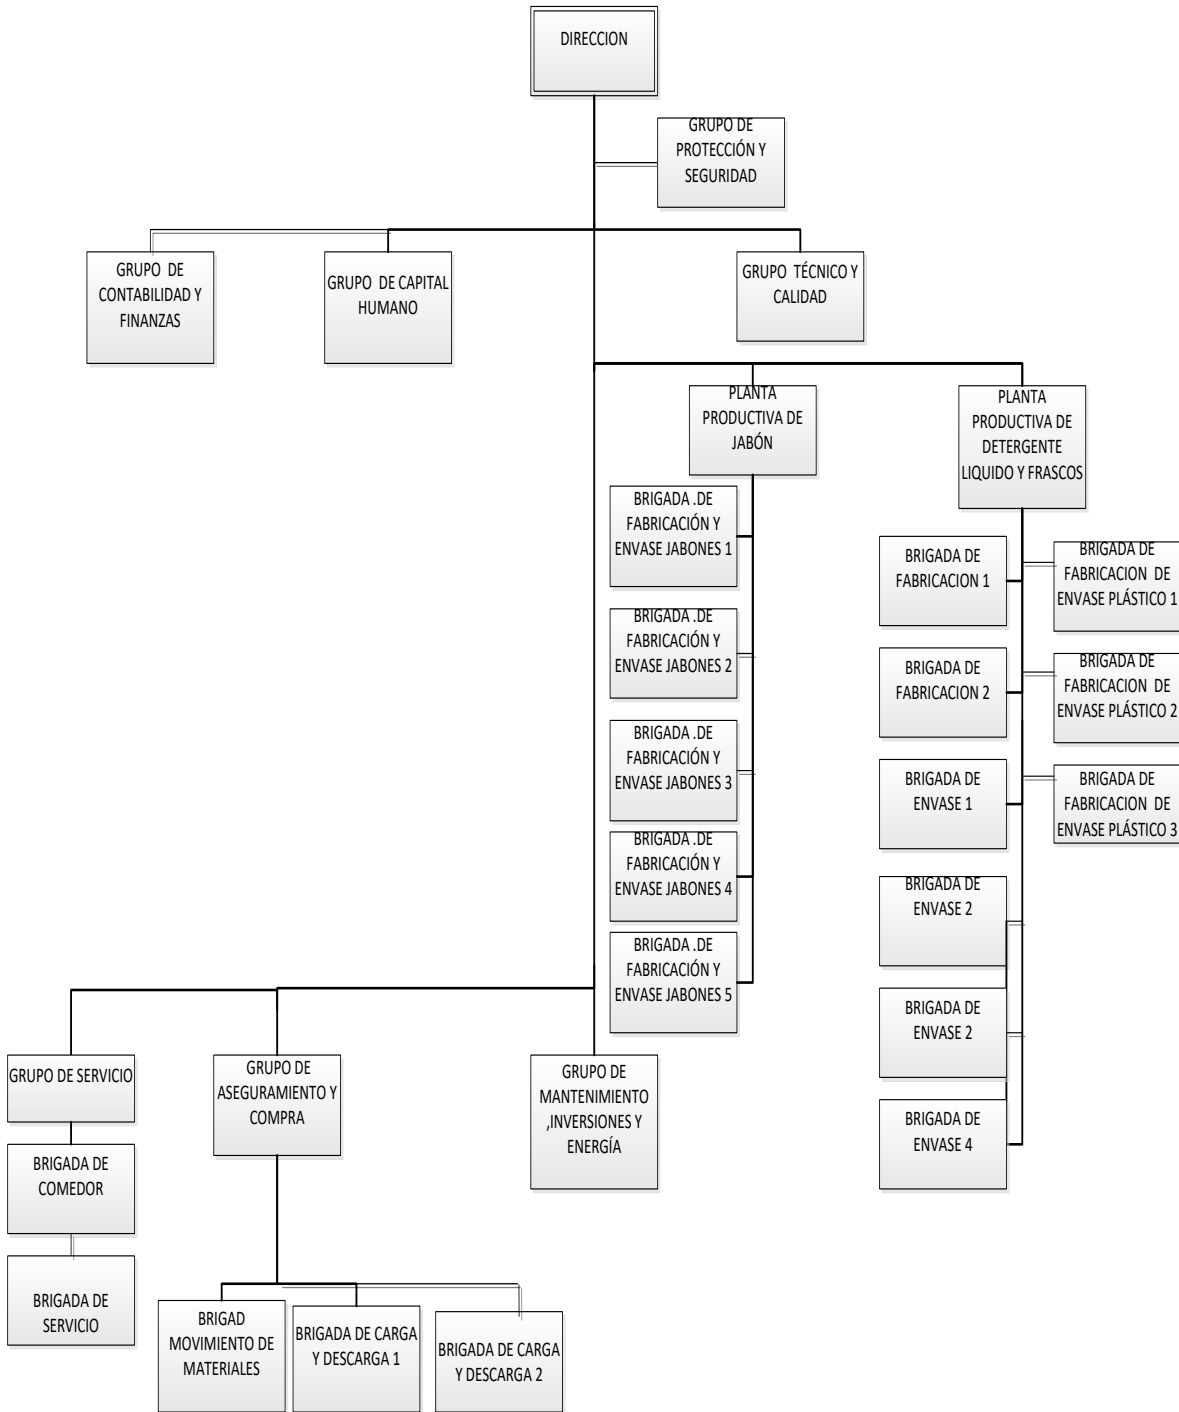 DIRECCION
GRUPO DE
PROTECCIÓN Y
SEGURIDAD
GRUPO DE
CONTABILIDAD Y
FINANZAS
GRUPO DE CAPITAL
HUMANO
GRUPO TÉCNICO Y
CALIDAD
PLANTA
PRODUCTIVA DE
JABÓN
PLANTA
PRODUCTIVA DE
DETERGENTE
LIQUIDO Y FRASCOS
BRIGADA .DE
FABRICACIÓN Y
ENVASE JABONES 1
BRIGADA .DE
FABRICACIÓN Y
ENVASE JABONES 2
BRIGADA .DE
FABRICACIÓN Y
ENVASE JABONES 3
BRIGADA .DE
FABRICACIÓN Y
ENVASE JABONES 4
BRIGADA .DE
FABRICACIÓN Y
ENVASE JABONES 5
BRIGADA DE
FABRICACION 1
BRIGADA DE
FABRICACION 2
BRIGADA DE
ENVASE 1
BRIGADA DE
ENVASE 2
BRIGADA DE
ENVASE 2
BRIGADA DE
ENVASE 4
BRIGADA DE
FABRICACION DE
ENVASE PLÁSTICO 1
BRIGADA DE
FABRICACION DE
ENVASE PLÁSTICO 2
BRIGADA DE
FABRICACION DE
ENVASE PLÁSTICO 3
GRUPO DE SERVICIO
BRIGADA DE
COMEDOR
BRIGADA DE
SERVICIO
GRUPO DE
ASEGURAMIENTO Y
COMPRA
BRIGAD
MOVIMIENTO DE
MATERIALES
BRIGADA DE CARGA
Y DESCARGA 1
BRIGADA DE CARGA
Y DESCARGA 2
GRUPO DE
MANTENIMIENTO
,INVERSIONES Y
ENERGÍA